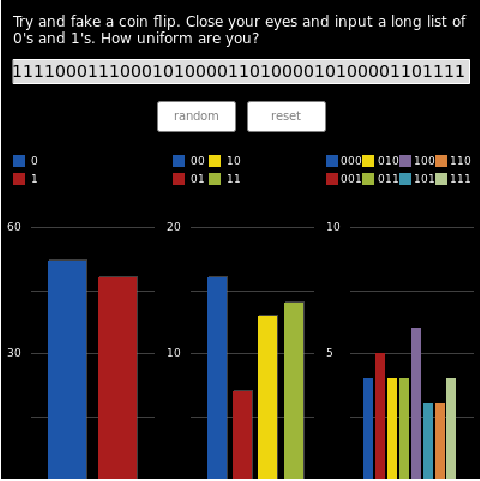 Try and fake a coin flip. Close your eyes and input a long list of
0's and 1's. How uniform are you?
111100011100010100001101000010100001101111
random reset
0 00 10 000 010 100 110
1 01 11 001 011 101 111
60 20 10
30 10 5